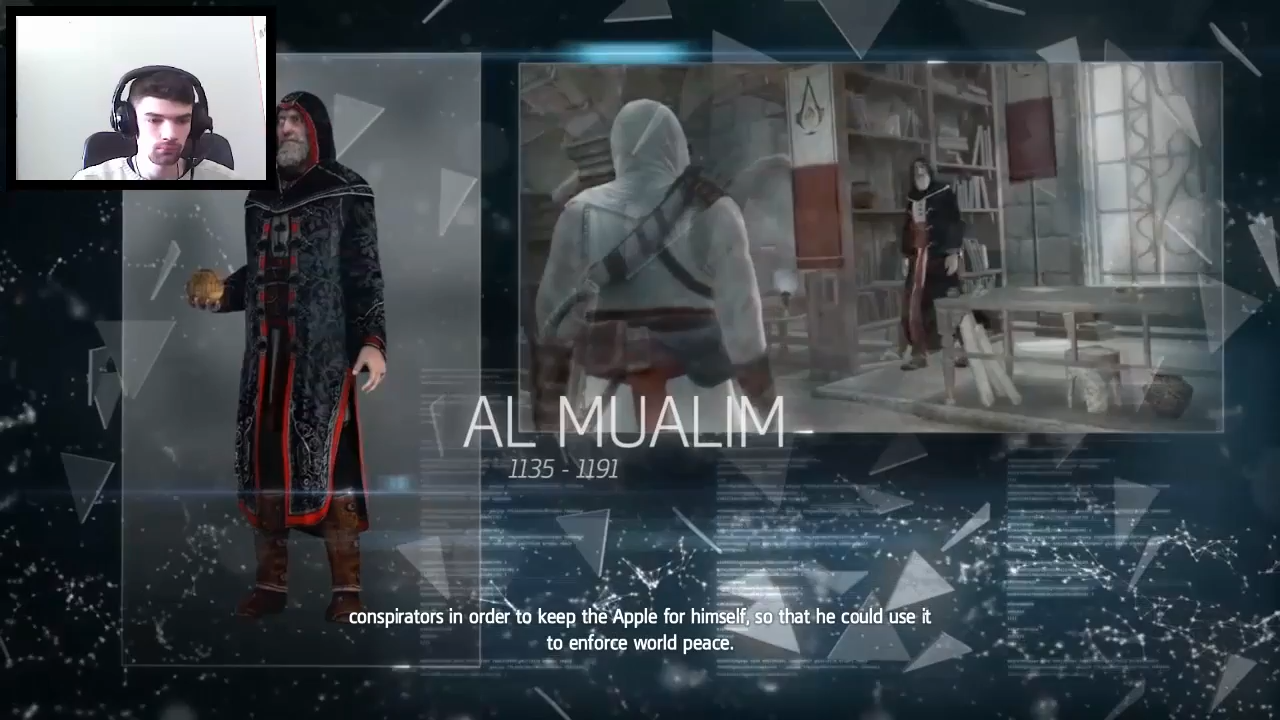 AL MUALIM
1135 - 1191
conspirators in order to keep the Apple for himself, so that he could use it
to enforce world peace.